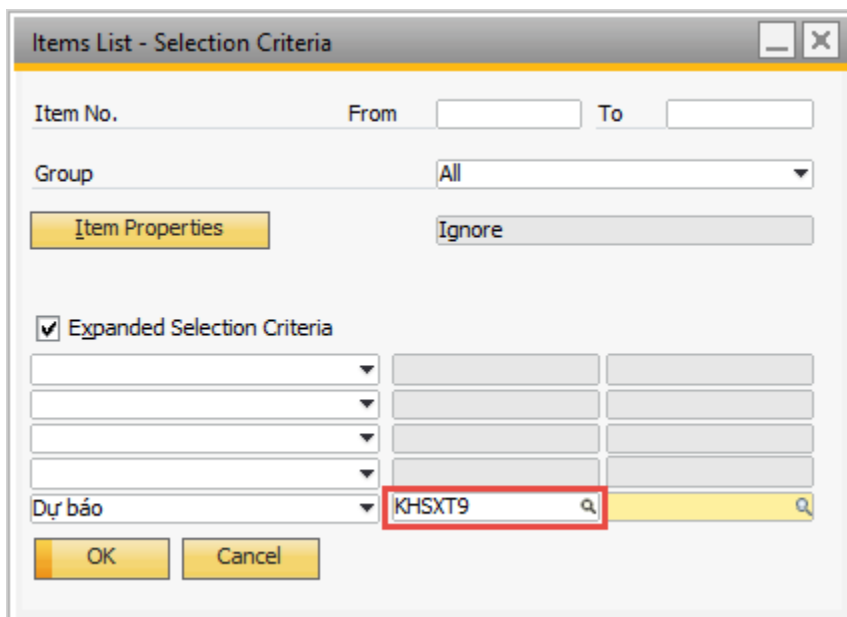 Items List - Selection Criteria
Item No. From To
Group All
Item Properties Ignore
Expanded Selection Criteria
Dự báo KHSXT9
OK Cancel